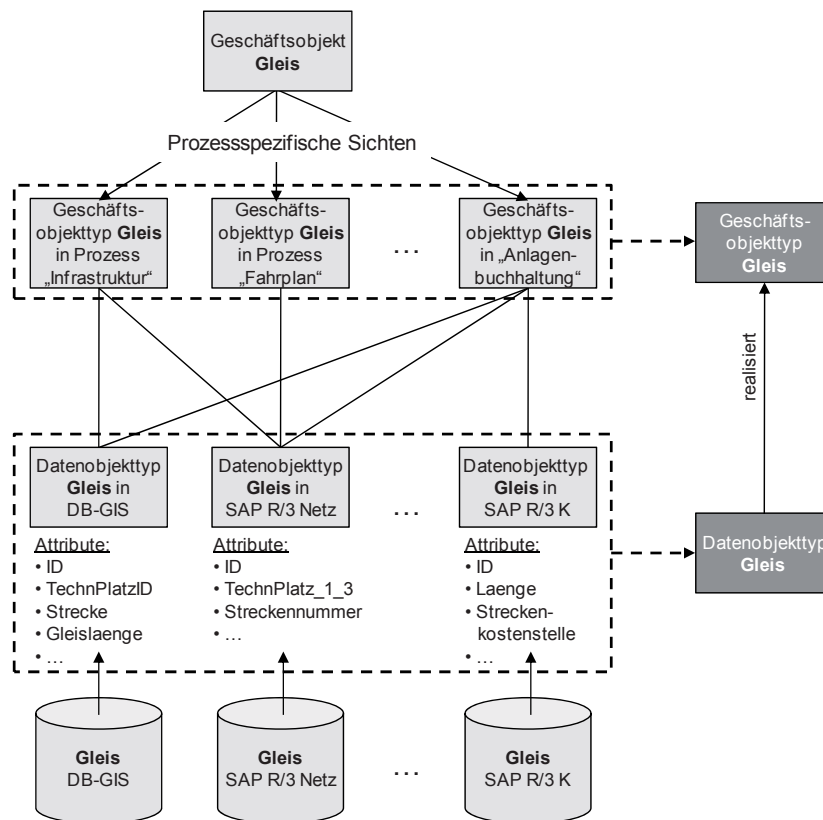 Geschäftsobjekt
Gleis
Prozessspezifische Sichten
Geschäfts-
objekttyp Gleis
in Prozess
„Infrastruktur“
Geschäfts-
objekttyp Gleis
in Prozess
„Fahrplan“
...
Geschäfts-
objekttyp Gleis
in „Anlagen-
buchhaltung“
Geschäfts-
objekttyp
Gleis
realisiert
Datenobjekttyp
Gleis in
DB-GIS
Datenobjekttyp
Gleis in
SAP R/3 Netz
...
Datenobjekttyp
Gleis in
SAP R/3 K
Datenobjekttyp
Gleis
Attribute:
• ID
• TechnPlatzID
• Strecke
• Gleislaenge
• ...
Attribute:
• ID
• TechnPlatz_1_3
• Streckennummer
• ...
Attribute:
• ID
• Laenge
• Strecken-
kostenstelle
• ...
Gleis
DB-GIS
Gleis
SAP R/3 Netz
...
Gleis
SAP R/3 K